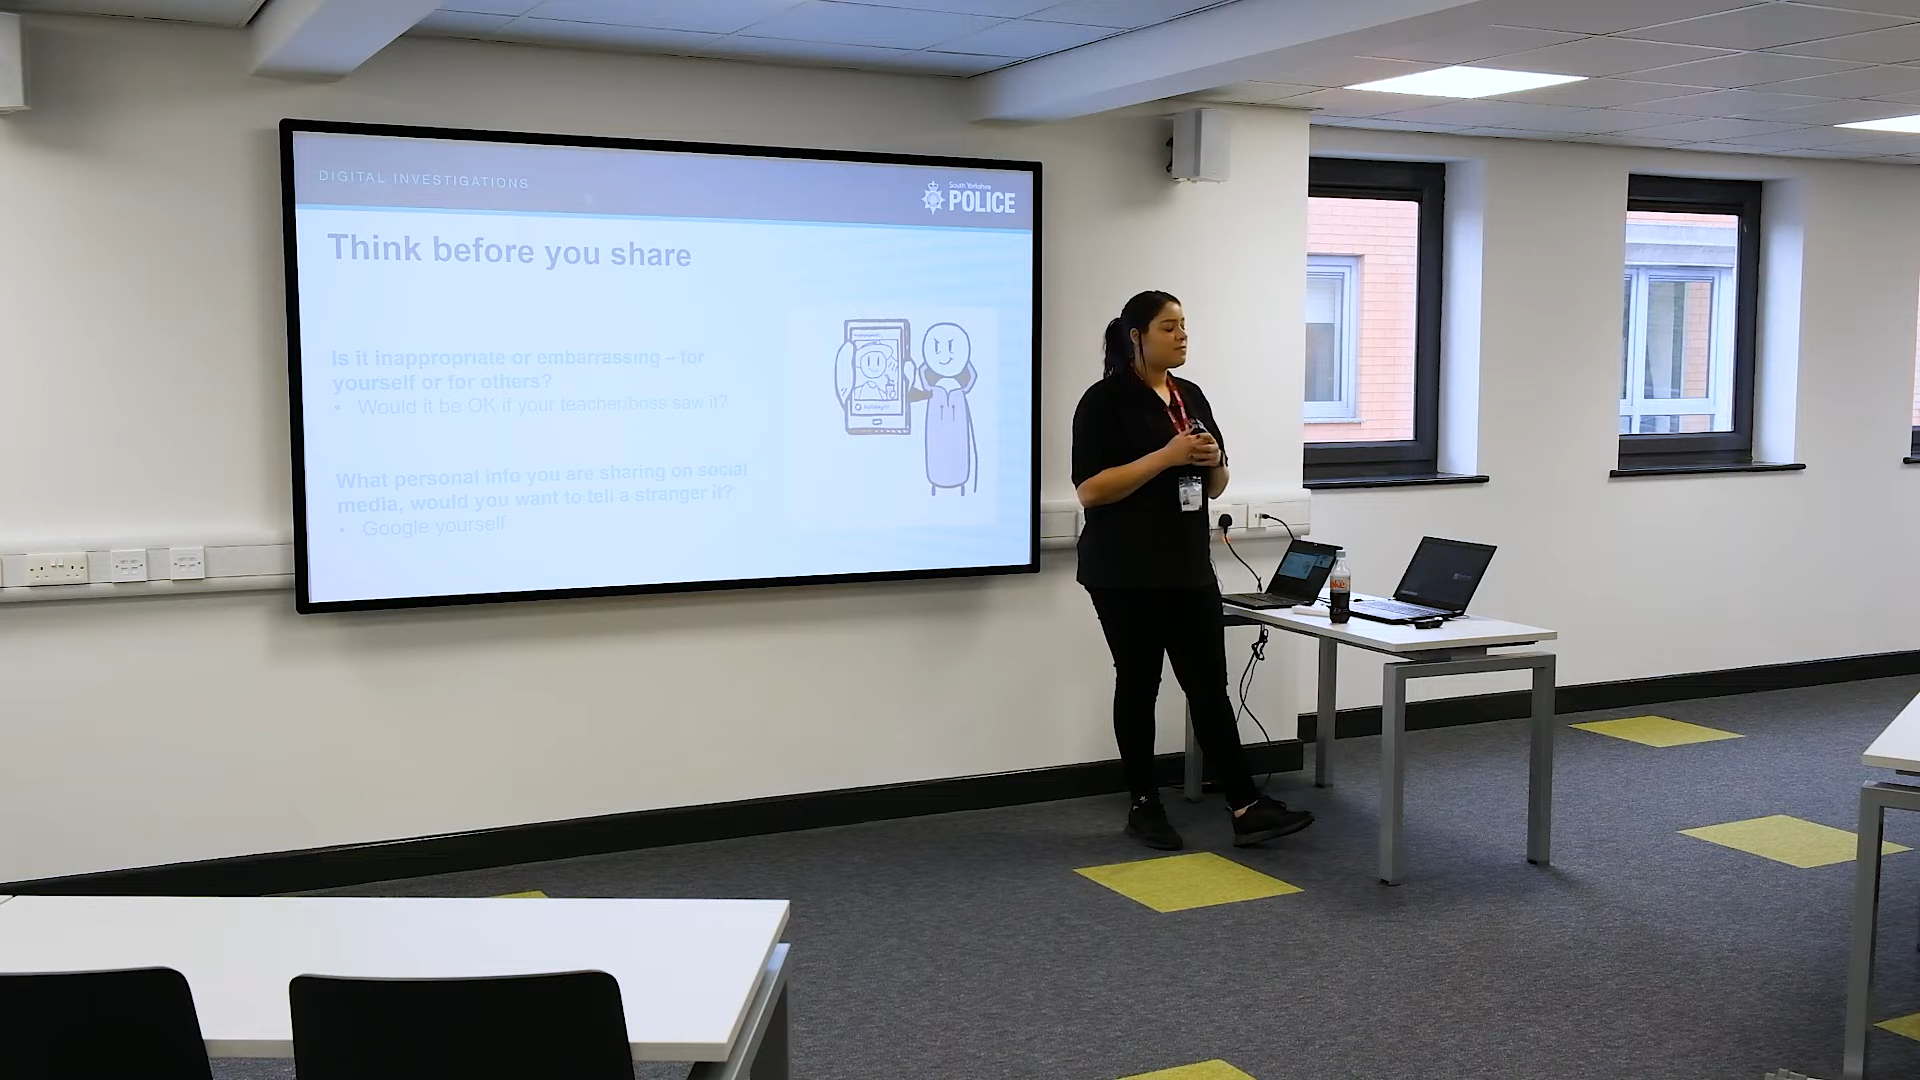 DIGITAL INVESTIGATIONS
South Yorkshire
POLICE
Think before you share
Is it inappropriate or embarrassing – for
yourself or for others?
• Would it be OK if your teacher/boss saw it?
What personal info you are sharing on social
media, would you want to tell a stranger it?
• Google yourself